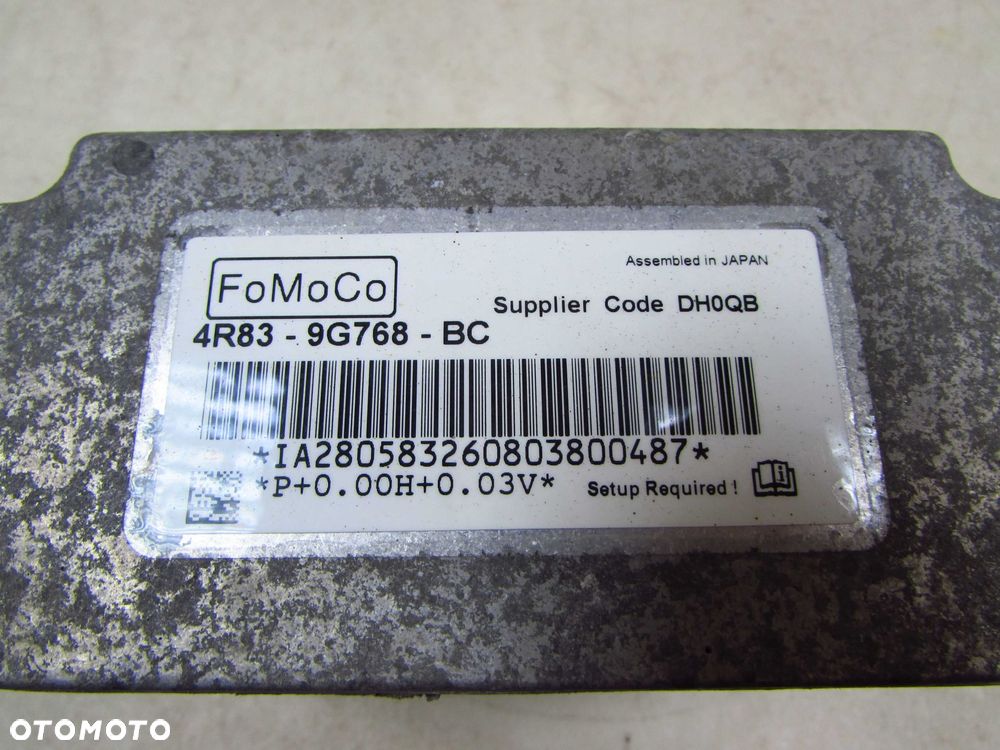 Assembled in JAPAN
FoMoCo
Supplier Code DH0QB
4R83 - 9G768 - BC
*IA280583260803800487*
*P+0.00H+0.03V*
Setup Required !
OTOMOTO